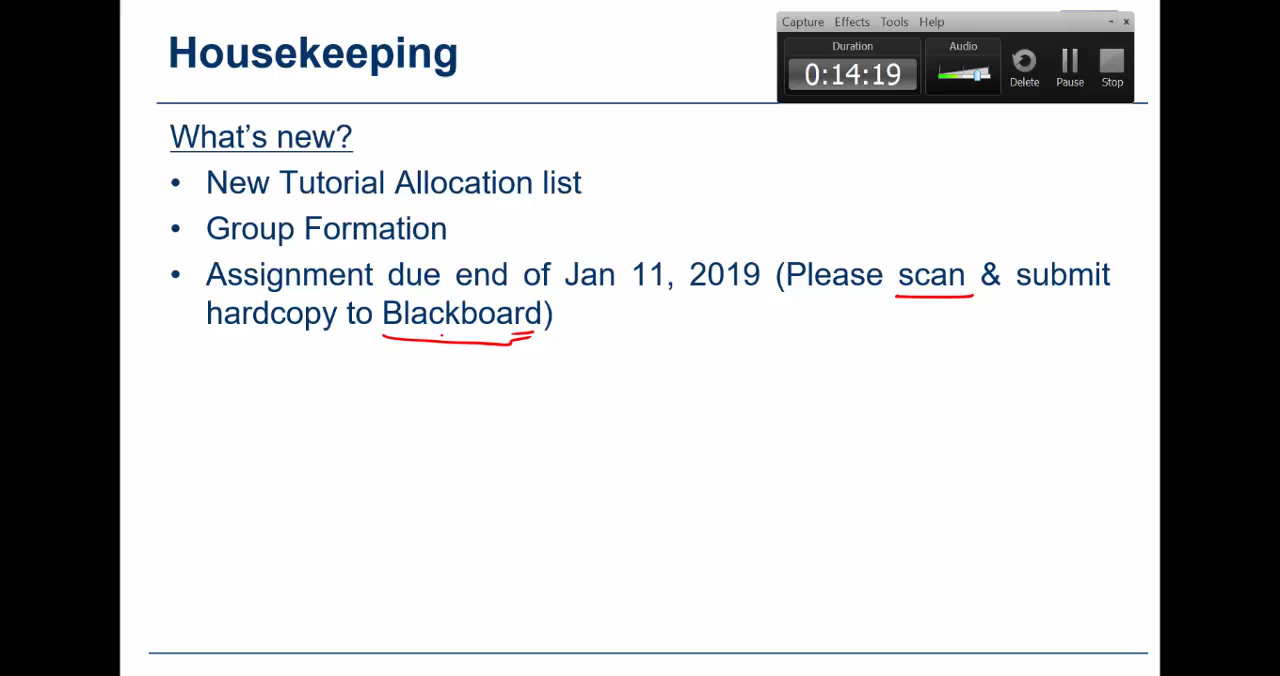 Housekeeping
Capture Effects Tools Help - x
Duration Audio
0:14:19
Delete Pause Stop
What's new?
• New Tutorial Allocation list
• Group Formation
• Assignment due end of Jan 11, 2019 (Please scan & submit
hardcopy to Blackboard)